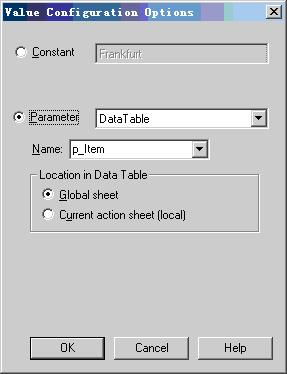 Value Configuration Options
Constant
Frankfurt
Parameter
DataTable
Name:
p_Item
Location in Data Table
Global sheet
Current action sheet (local)
OK
Cancel
Help